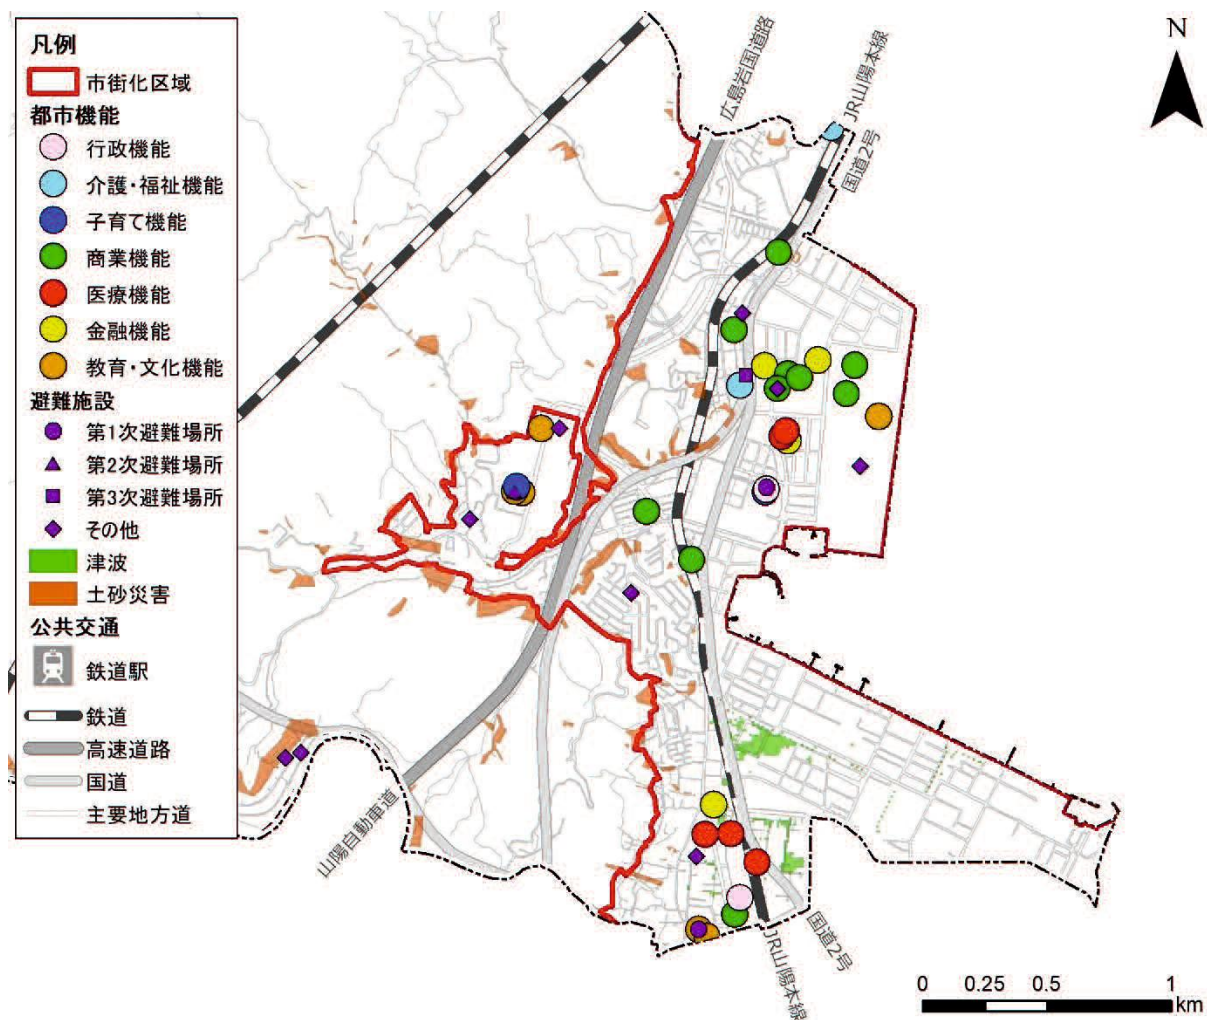 凡例
市街化区域
都市機能
行政機能
介護・福祉機能
子育て機能
商業機能
医療機能
金融機能
教育・文化機能
避難施設
第1次避難場所
第2次避難場所
第3次避難場所
その他
津波
土砂災害
公共交通
鉄道駅
鉄道
高速道路
国道
主要地方道
広島岩国道路
JR山陽本線
国道2号
N
山陽自動車道
JR山陽本線
国道2号
0 0.25 0.5 1
km